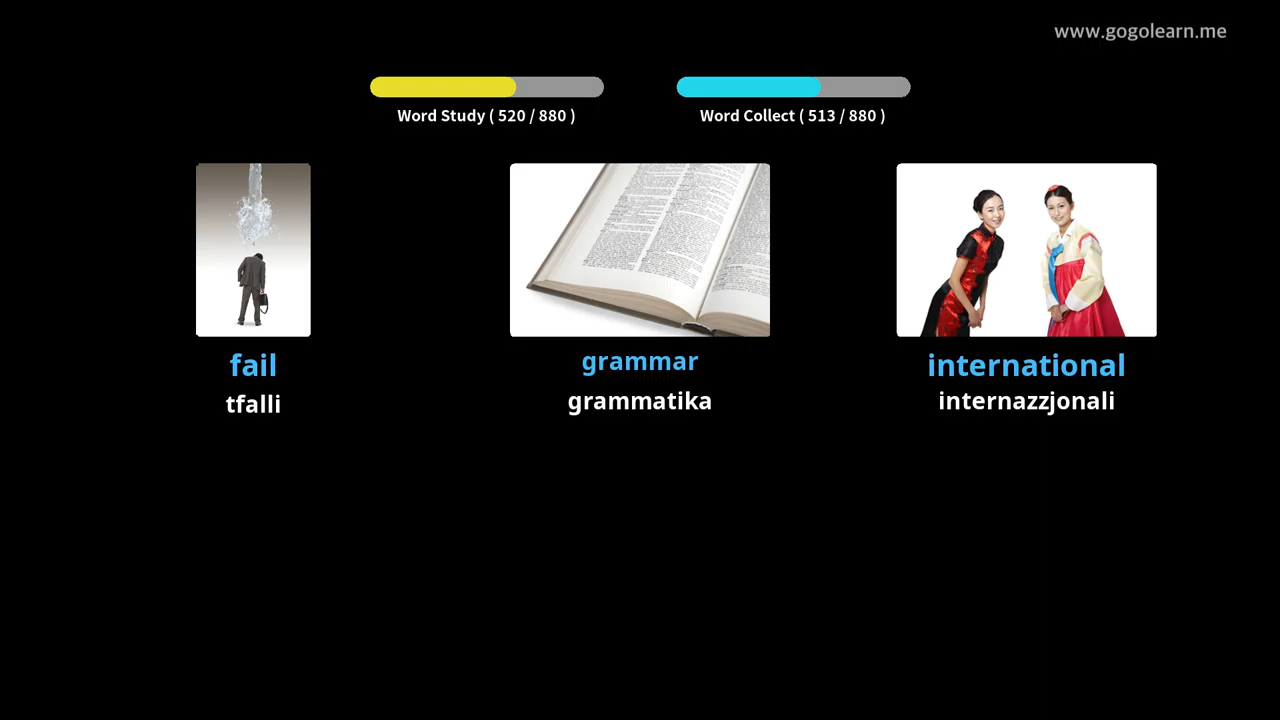 www.gogolearn.me
Word Study ( 520 / 880 )
Word Collect ( 513 / 880 )
fail
grammar
international
tfalli
grammatika
internazzjonali